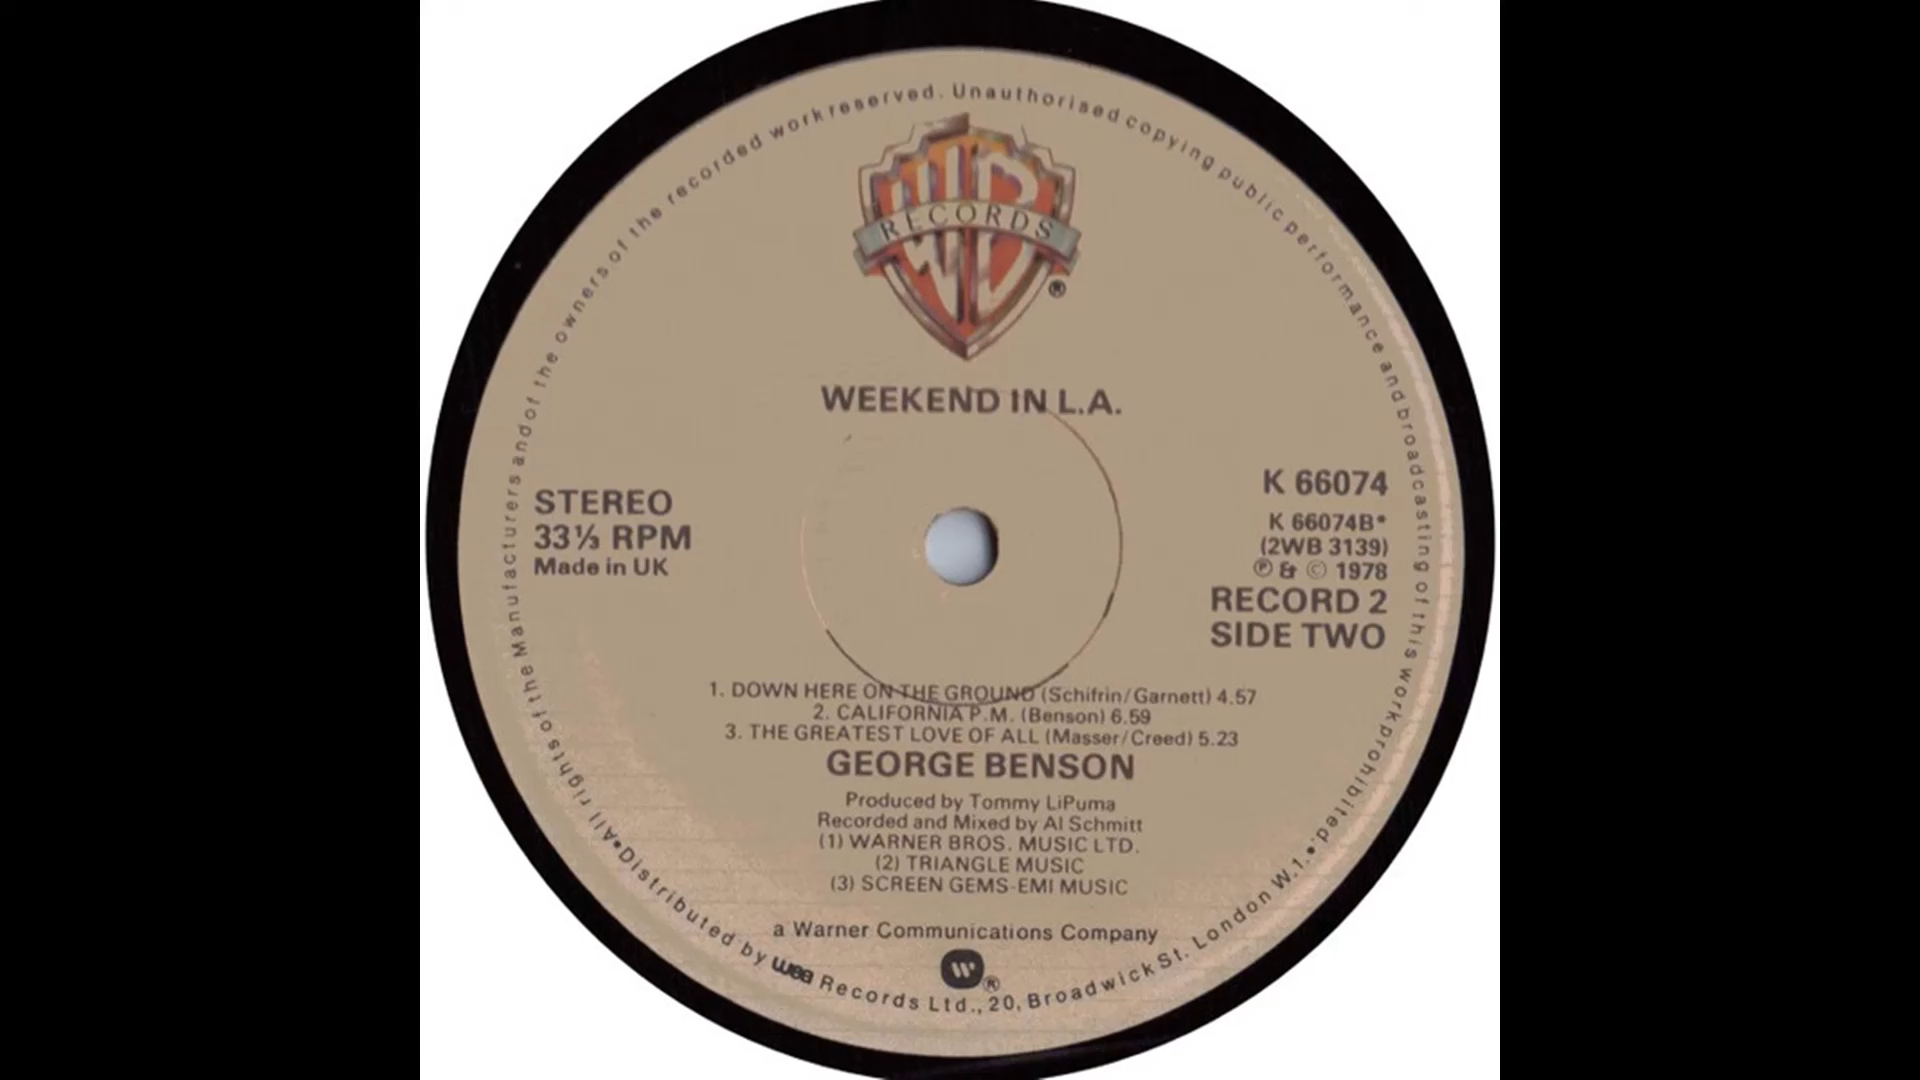 All rights of the Manufacturers and of the owners of the recorded work reserved. Unauthorised copying public performance and broadcasting of this work prohibited.
WB
RECORDS
®
WEEKEND IN L.A.
STEREO
33⅓ RPM
Made in UK
K 66074
K 66074B*
(2WB 3139)
℗ & © 1978
RECORD 2
SIDE TWO
1. DOWN HERE ON THE GROUND (Schifrin/Garnett) 4.57
2. CALIFORNIA P.M. (Benson) 6.59
3. THE GREATEST LOVE OF ALL (Masser/Creed) 5.23
GEORGE BENSON
Produced by Tommy LiPuma
Recorded and Mixed by Al Schmitt
(1) WARNER BROS. MUSIC LTD.
(2) TRIANGLE MUSIC
(3) SCREEN GEMS-EMI MUSIC
a Warner Communications Company
W®
•Distributed by wea Records Ltd., 20, Broadwick St. London W.1.•